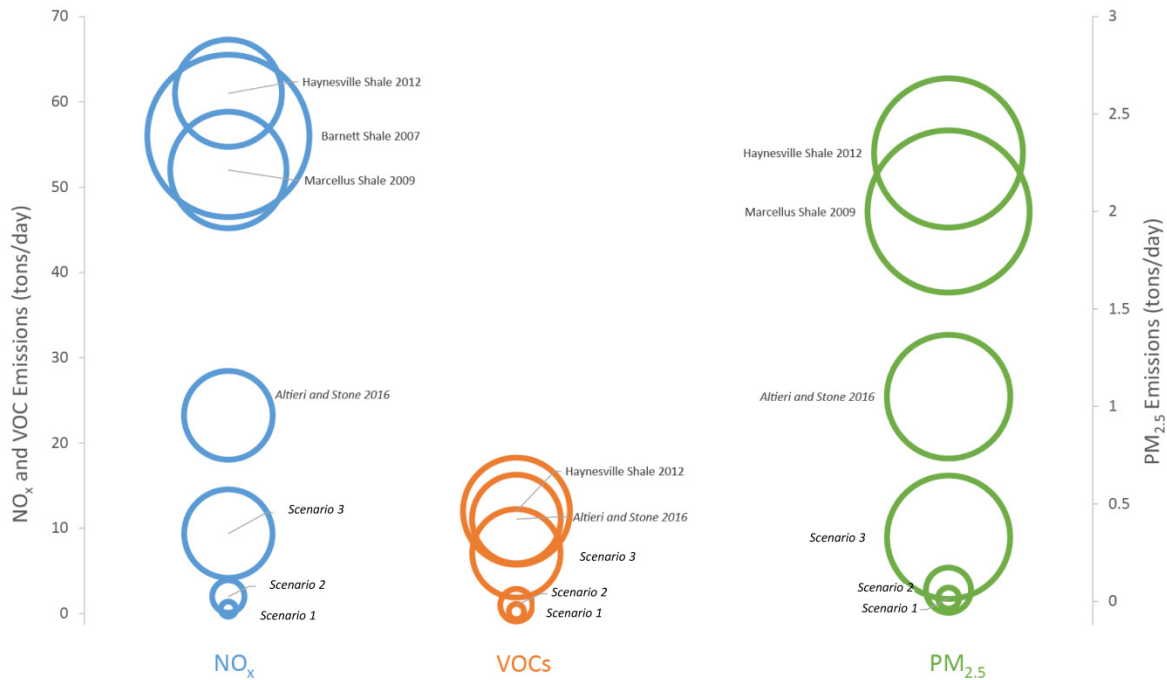 NOx and VOC Emissions (tons/day)
70
60
50
40
30
20
10
0
Haynesville Shale 2012
Barnett Shale 2007
Marcellus Shale 2009
Altieri and Stone 2016
Scenario 3
Scenario 2
Scenario 1
NOx
Haynesville Shale 2012
Altieri and Stone 2016
Scenario 3
Scenario 2
Scenario 1
VOCs
Haynesville Shale 2012
Marcellus Shale 2009
Altieri and Stone 2016
Scenario 3
Scenario 2
Scenario 1
PM2.5
3
2.5
2
1.5
1
0.5
0
PM2.5 Emissions (tons/day)